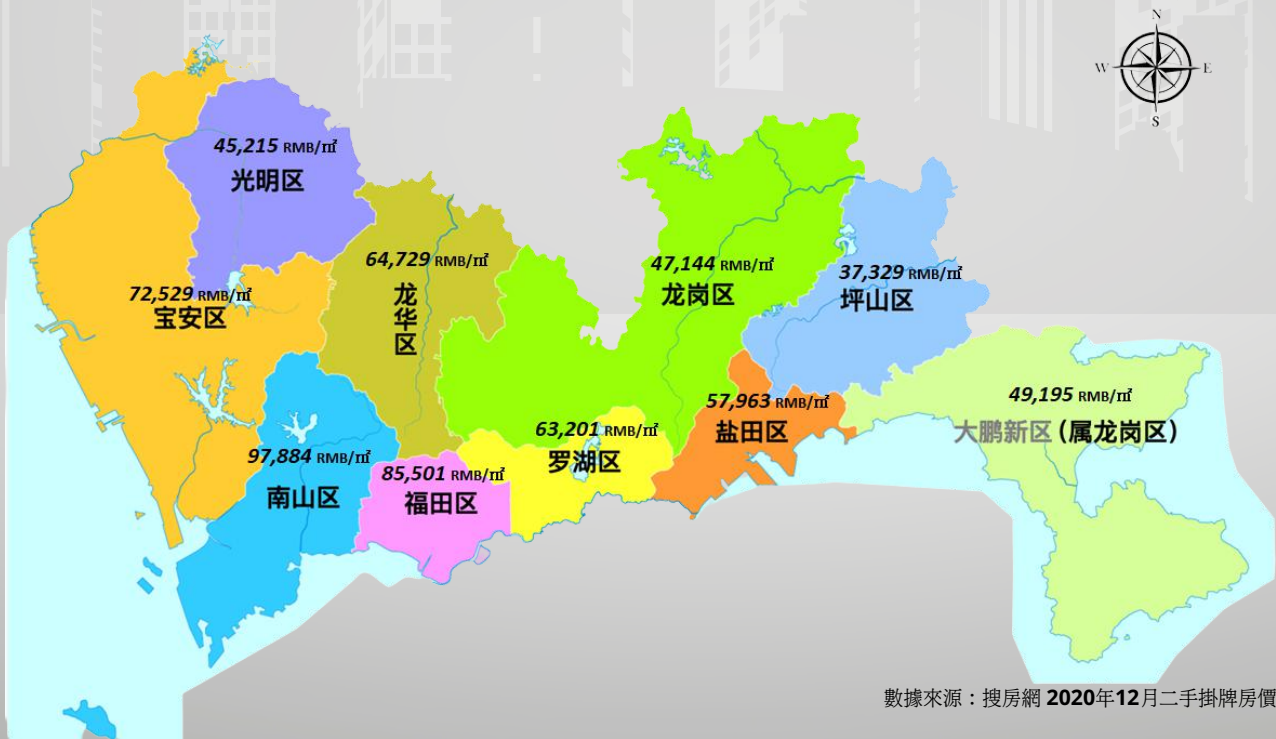 N
W E
S
45,215 RMB/㎡
光明区
64,729 RMB/㎡
龙华区
47,144 RMB/㎡
龙岗区
37,329 RMB/㎡
坪山区
72,529 RMB/㎡
宝安区
49,195 RMB/㎡
大鹏新区(属龙岗区)
57,963 RMB/㎡
盐田区
63,201 RMB/㎡
罗湖区
97,884 RMB/㎡
南山区
85,501 RMB/㎡
福田区
數據來源：搜房網 2020年12月二手掛牌房價